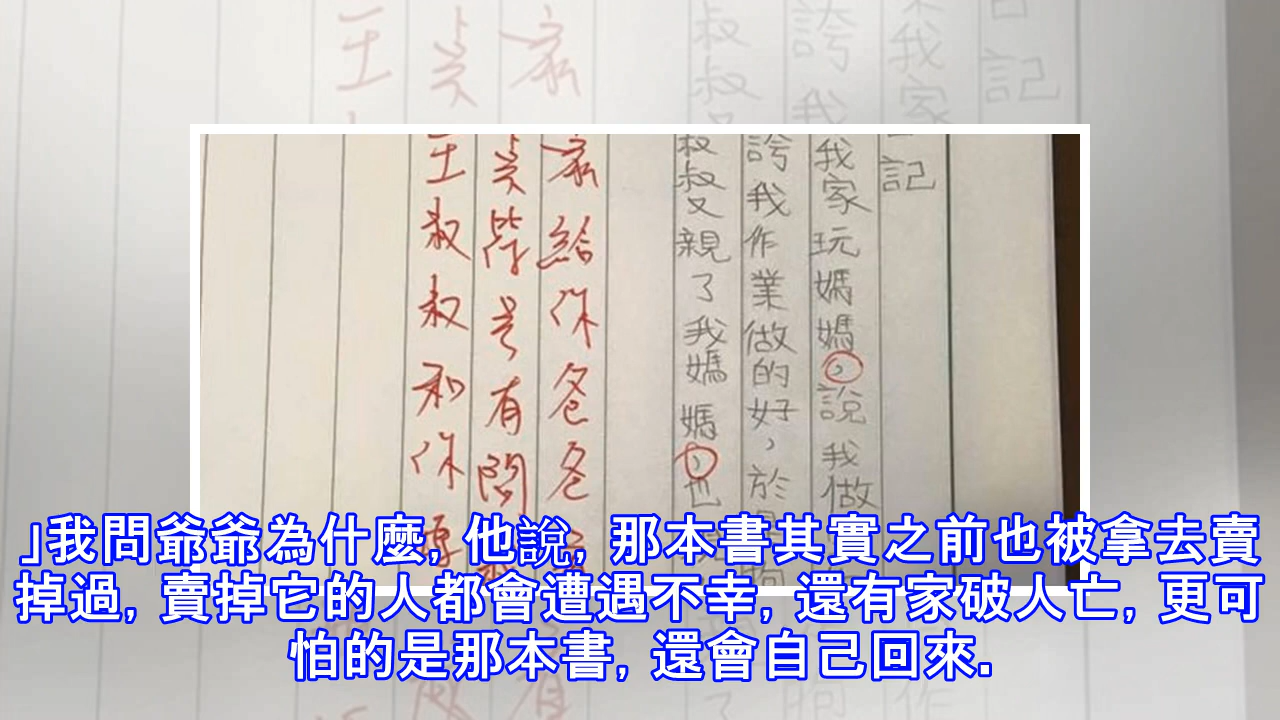 記
我家玩媽媽，說我做
誇我作業做的好，於
叔叔又親了我媽媽，也
家給你爸爸
有問
王叔叔和你
」我問爺爺為什麼, 他說, 那本書其實之前也被拿去賣
掉過, 賣掉它的人都會遭遇不幸, 還有家破人亡, 更可
怕的是那本書, 還會自己回來.